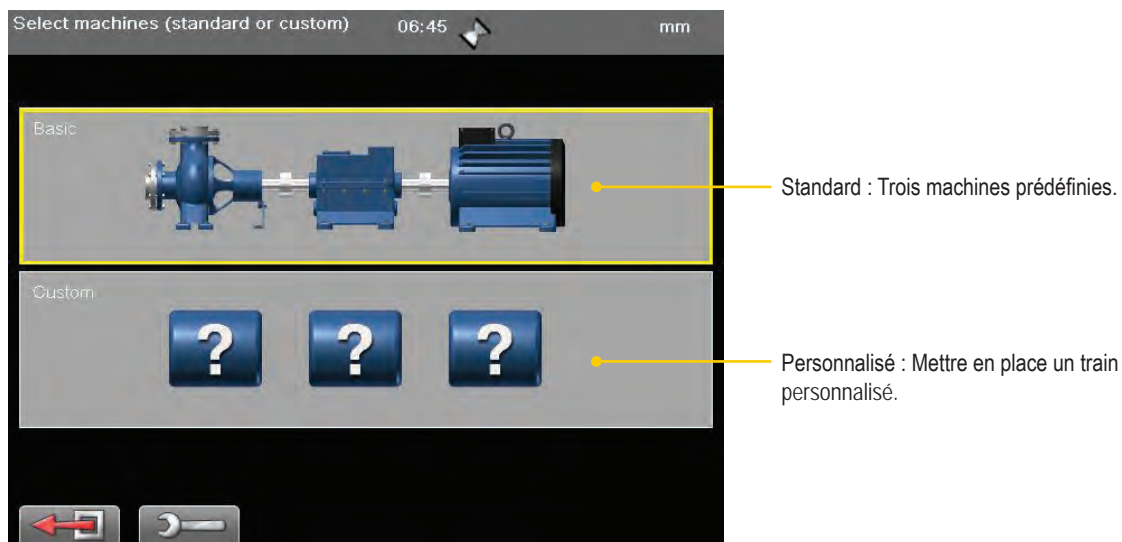 Select machines (standard or custom) 06:45 mm
Basic
Standard : Trois machines prédéfinies.
Custom
? ? ?
Personnalisé : Mettre en place un train
personnalisé.